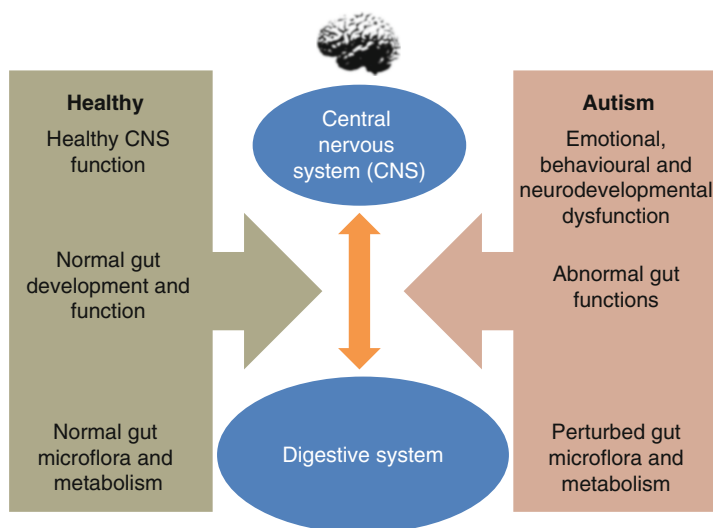 Healthy
Healthy CNS
function
Normal gut
development and
function
Normal gut
microflora and
metabolism
Central
nervous
system (CNS)
Digestive system
Autism
Emotional,
behavioural and
neurodevelopmental
dysfunction
Abnormal gut
functions
Perturbed gut
microflora and
metabolism